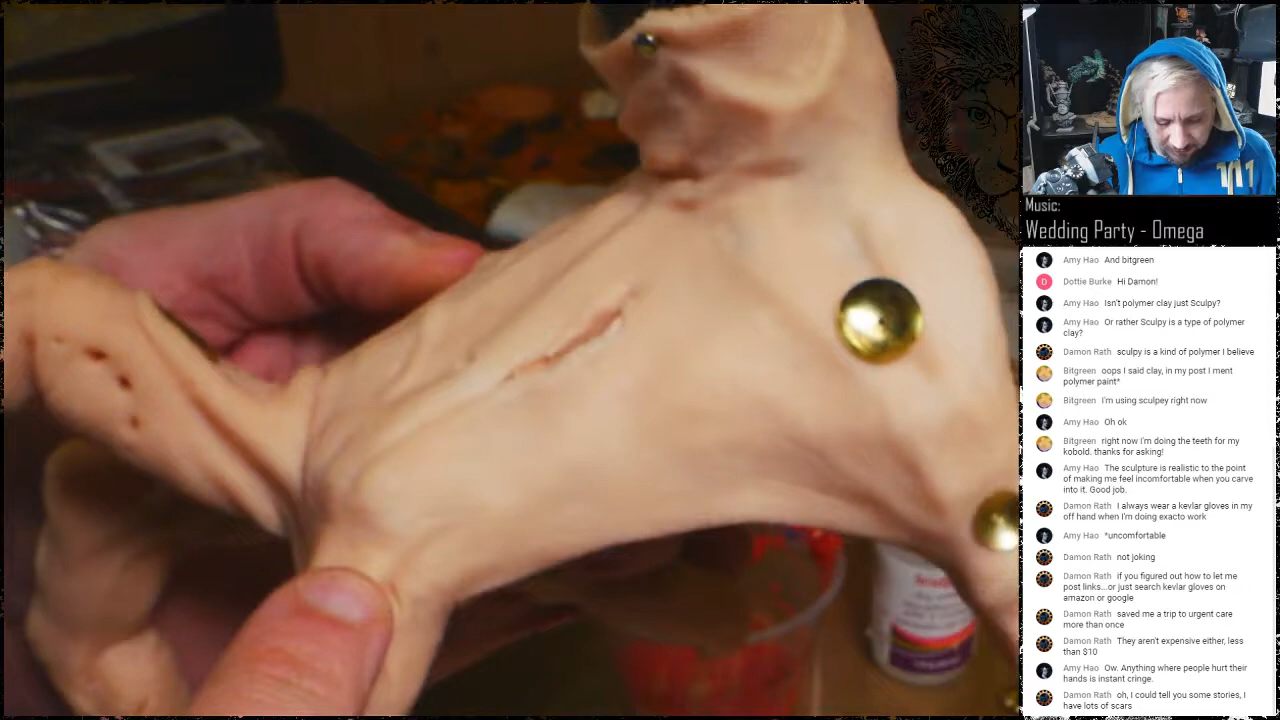 Music:
Wedding Party - Omega
Amy Hao And bitgreen
D Dottie Burke Hi Damon!
Amy Hao Isn't polymer clay just Sculpy?
Amy Hao Or rather Sculpy is a type of polymer
clay?
Damon Rath sculpy is a kind of polymer I believe
Bitgreen oops I said clay, in my post I ment
polymer paint*
Bitgreen I'm using sculpey right now
Amy Hao Oh ok
Bitgreen right now I'm doing the teeth for my
kobold. thanks for asking!
Amy Hao The sculpture is realistic to the point
of making me feel incomfortable when you carve
into it. Good job.
Damon Rath I always wear a kevlar gloves in my
off hand when I'm doing exacto work
Amy Hao *uncomfortable
Damon Rath not joking
Damon Rath if you figured out how to let me
post links...or just search kevlar gloves on
amazon or google
Damon Rath saved me a trip to urgent care
more than once
Damon Rath They aren't expensive either, less
than $10
Amy Hao Ow. Anything where people hurt their
hands is instant cringe.
Damon Rath oh, I could tell you some stories, I
have lots of scars